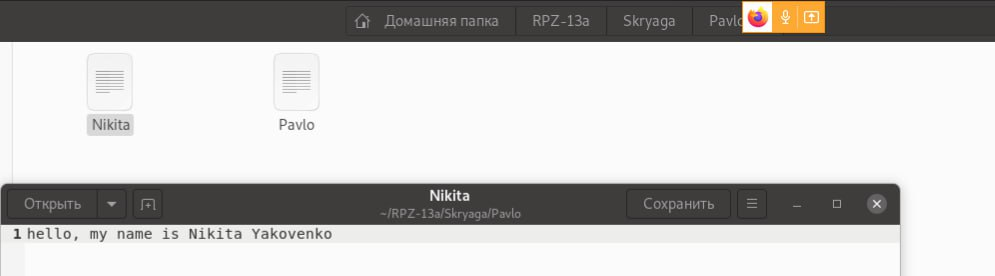 Домашняя папка RPZ-13a Skryaga Pavlo
Nikita Pavlo
Открыть Nikita Сохранить
~/RPZ-13a/Skryaga/Pavlo
1 hello, my name is Nikita Yakovenko